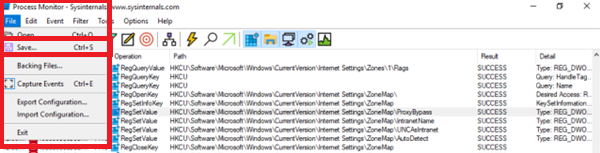 Process Monitor - Sysinternals: www.sysinternals.com
File Edit Event Filter Tools Options Help
Open... Ctrl+O
Save... Ctrl+S
Backing Files...
Capture Events Ctrl+E
Export Configuration...
Import Configuration...
Exit
Operation Path Result Detail
RegQueryValue HKCU\Software\Microsoft\Windows\CurrentVersion\Internet Settings\Zones\1\Flags SUCCESS Type: REG_DWO...
RegQueryKey HKCU SUCCESS Query: HandleTag...
RegQueryKey HKCU SUCCESS Query: Name
RegOpenKey HKCU\Software\Microsoft\Windows\CurrentVersion\Internet Settings\ZoneMap\ SUCCESS Desired Access: R...
RegSetInfoKey HKCU\Software\Microsoft\Windows\CurrentVersion\Internet Settings\ZoneMap SUCCESS KeySetInformation...
RegSetValue HKCU\Software\Microsoft\Windows\CurrentVersion\Internet Settings\ZoneMap\ProxyBypass SUCCESS Type: REG_DWO...
RegSetValue HKCU\Software\Microsoft\Windows\CurrentVersion\Internet Settings\ZoneMap\IntranetName SUCCESS Type: REG_DWO...
RegSetValue HKCU\Software\Microsoft\Windows\CurrentVersion\Internet Settings\ZoneMap\UNCAsIntranet SUCCESS Type: REG_DWO...
RegSetValue HKCU\Software\Microsoft\Windows\CurrentVersion\Internet Settings\ZoneMap\AutoDetect SUCCESS Type: REG_DWO...
RegCloseKey HKCU\Software\Microsoft\Windows\CurrentVersion\Internet Settings\ZoneMap SUCCESS